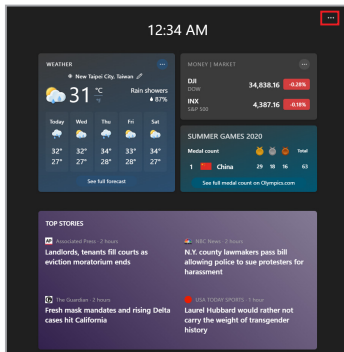 12:34 AM
WEATHER
New Taipei City, Taiwan
31 °C
Rain showers
87%
Today Wed Thu Fri Sat
32° 32° 34° 33° 34°
27° 27° 28° 28° 27°
See full forecast
MONEY | MARKET
DJI
DOW
34,838.16 -0.28%
INX
S&P 500
4,387.16 -0.18%
SUMMER GAMES 2020
Medal count Total
1 China 29 18 16 63
See full medal count on Olympics.com
TOP STORIES
Associated Press · 2 hours
Landlords, tenants fill courts as
eviction moratorium ends
NBC News · 2 hours
N.Y. county lawmakers pass bill
allowing police to sue protesters for
harassment
The Guardian · 2 hours
Fresh mask mandates and rising Delta
cases hit California
USA TODAY SPORTS · 1 hour
Laurel Hubbard would rather not
carry the weight of transgender
history